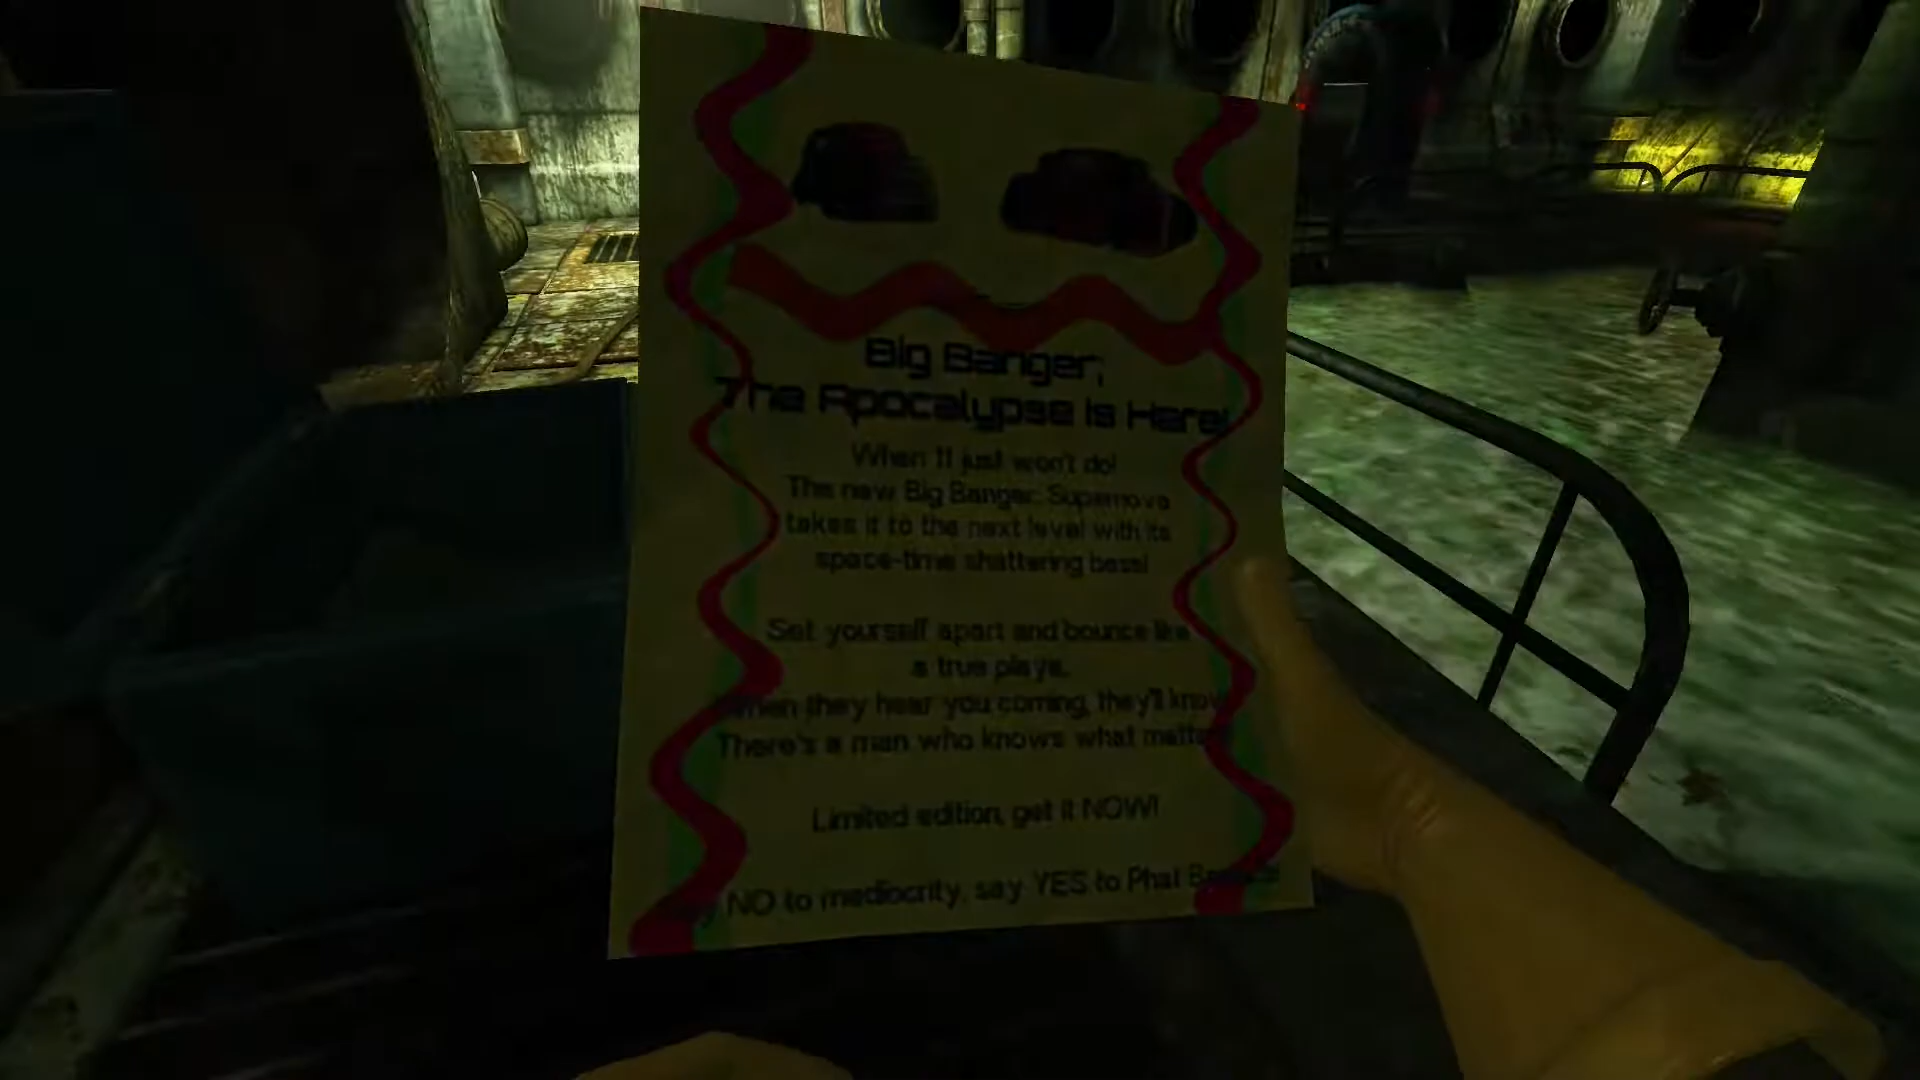 Big Banger;
The Apocalypse is Here!
When 11 just won't do!
The new Big Banger: Supernova
takes it to the next level with its
space-time shattering bass!
Set yourself apart and bounce like
a true playa.
When they hear you coming, they'll know
There's a man who knows what matters
Limited edition, get it NOW!
NO to mediocrity, say YES to Phat